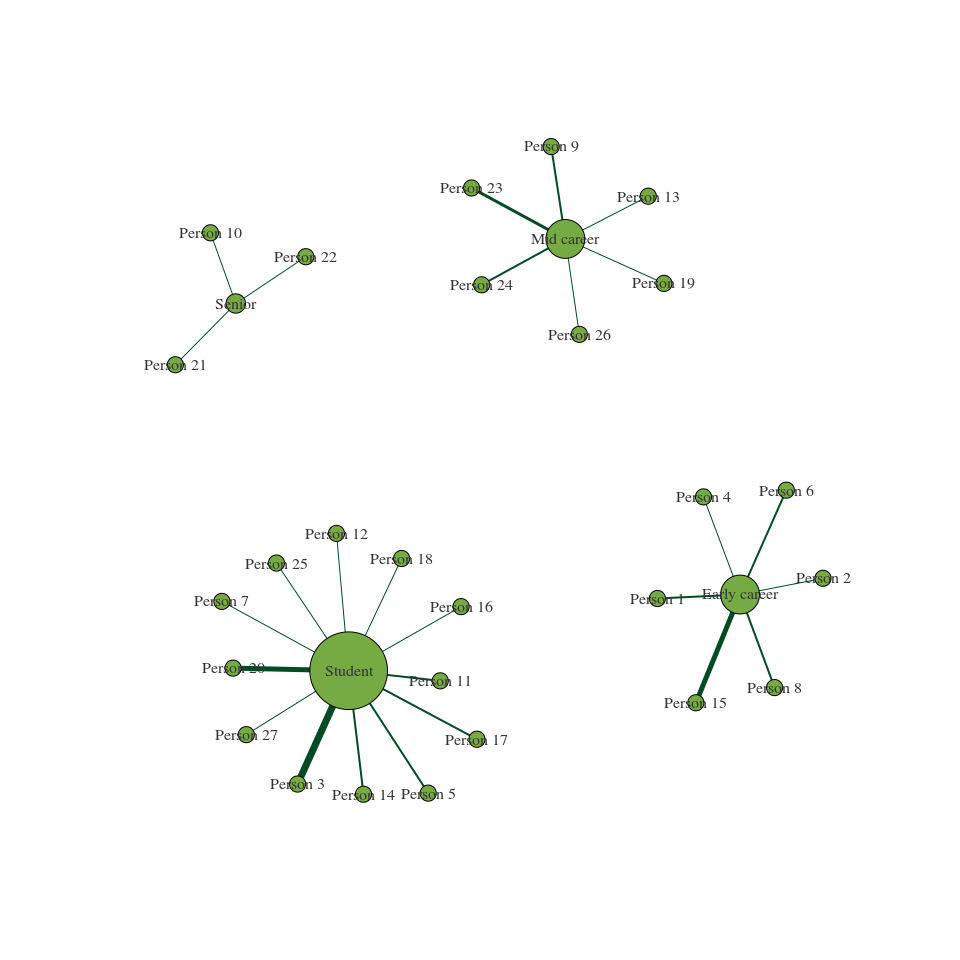 Person 9
Person 23
Person 13
Person 10
Mid career
Person 22
Person 24
Person 19
Senior
Person 26
Person 21
Person 4
Person 6
Person 12
Person 18
Person 25
Person 2
Early career
Person 1
Person 7
Person 16
Person 20
Student
Person 11
Person 8
Person 15
Person 27
Person 17
Person 3
Person 14
Person 5